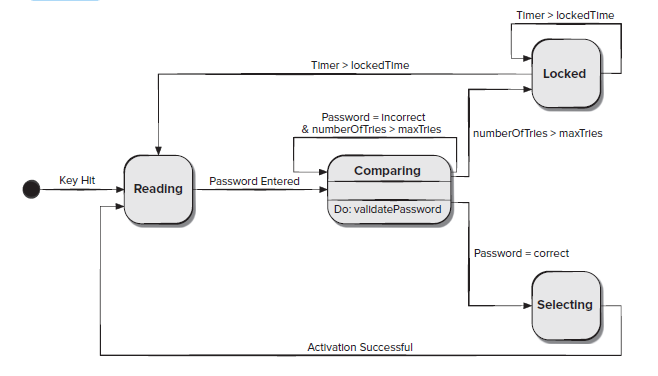 Timer > lockedTime
Locked
Timer > lockedTime
Password = incorrect
& numberOfTries > maxTries
numberOfTries > maxTries
Comparing
Key Hit
Reading
Password Entered
Do: validatePassword
Password = correct
Selecting
Activation Successful